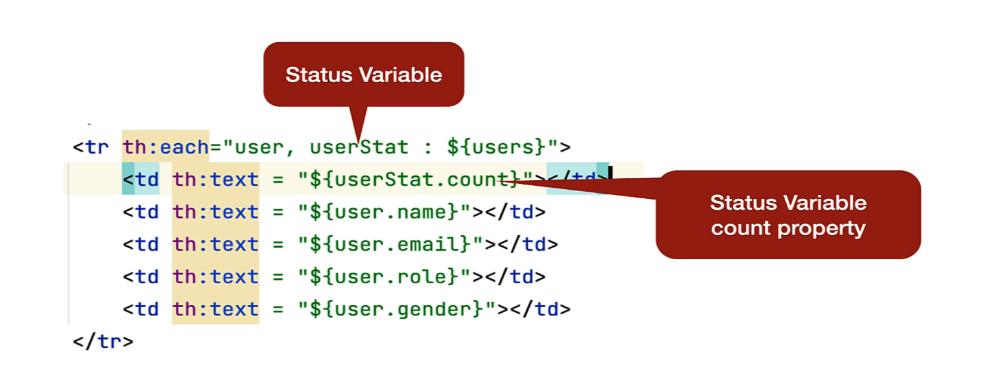 Status Variable
<tr th:each="user, userStat : ${users}">
<td th:text = "${userStat.count}"></td>
Status Variable
count property
<td th:text = "${user.name}"></td>
<td th:text = "${user.email}"></td>
<td th:text = "${user.role}"></td>
<td th:text = "${user.gender}"></td>
</tr>